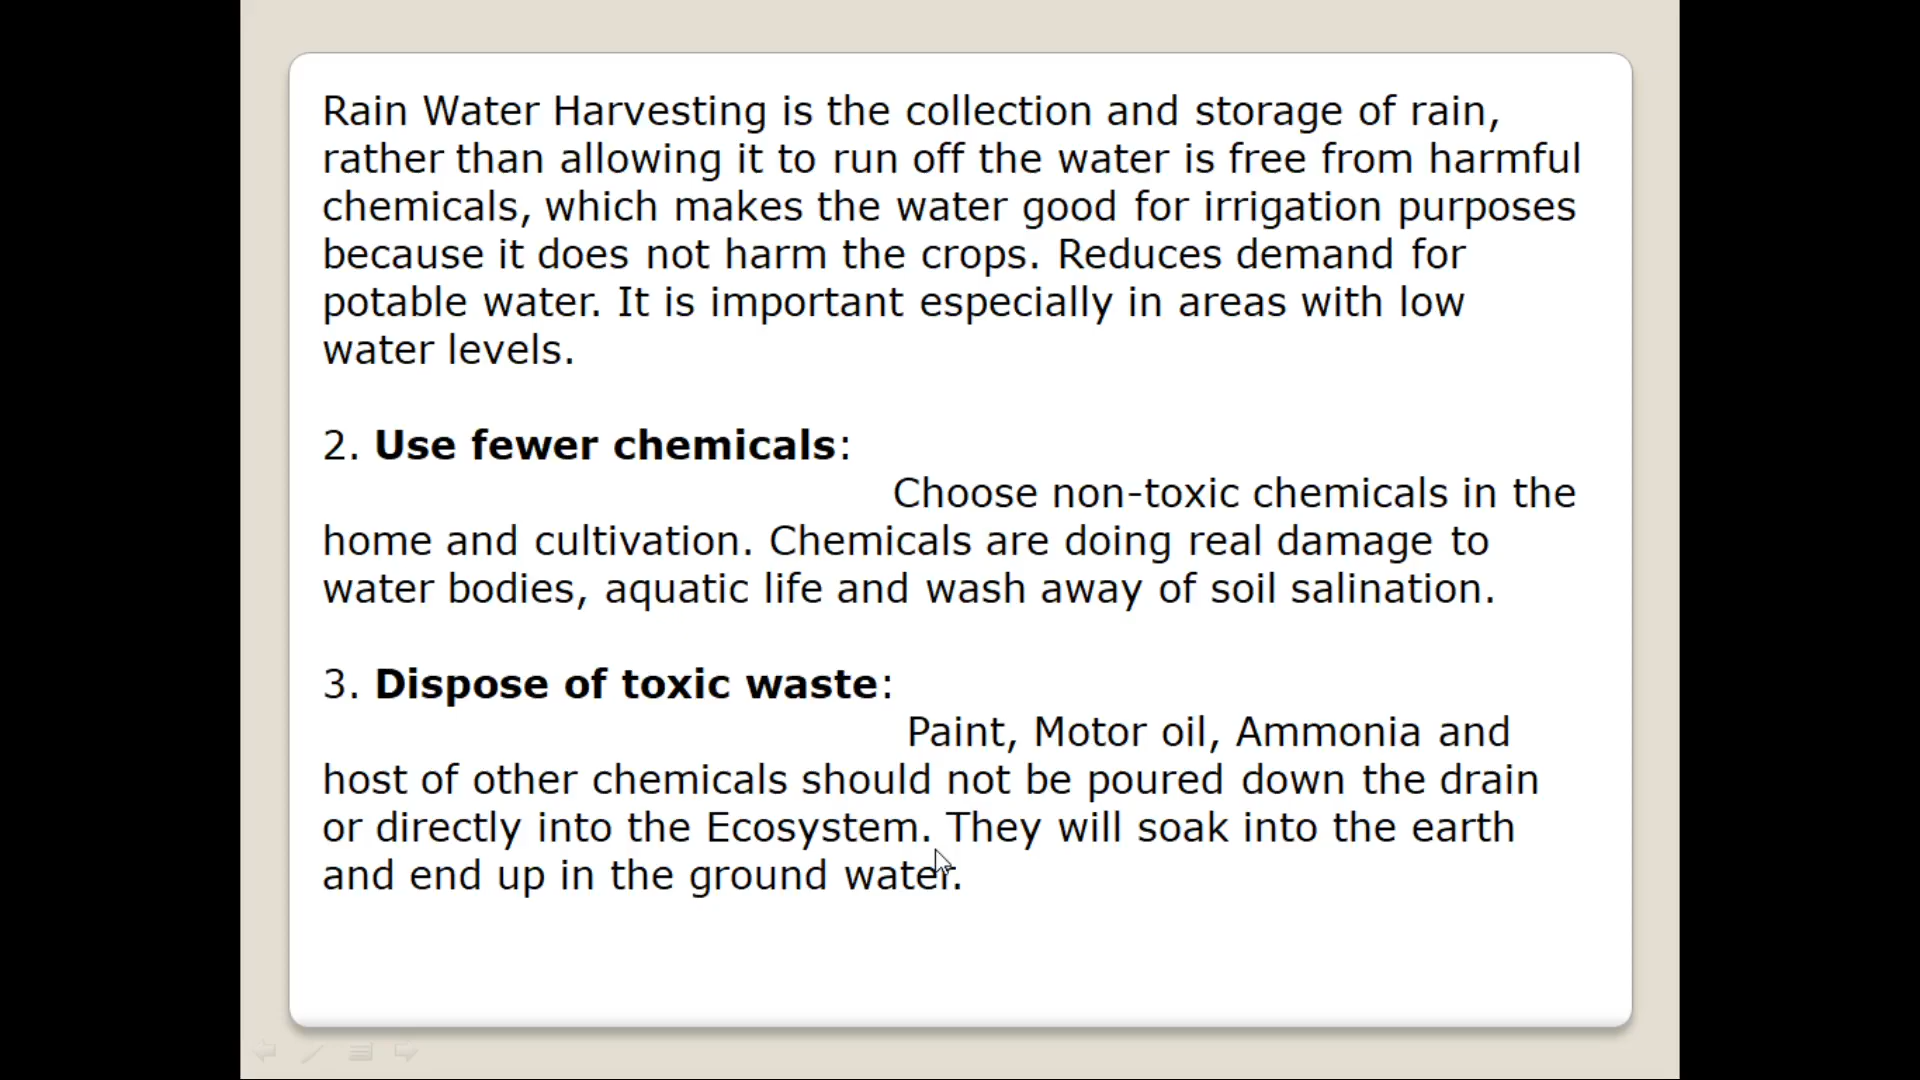 Rain Water Harvesting is the collection and storage of rain,
rather than allowing it to run off the water is free from harmful
chemicals, which makes the water good for irrigation purposes
because it does not harm the crops. Reduces demand for
potable water. It is important especially in areas with low
water levels.
2. Use fewer chemicals:
Choose non-toxic chemicals in the
home and cultivation. Chemicals are doing real damage to
water bodies, aquatic life and wash away of soil salination.
3. Dispose of toxic waste:
Paint, Motor oil, Ammonia and
host of other chemicals should not be poured down the drain
or directly into the Ecosystem. They will soak into the earth
and end up in the ground water.